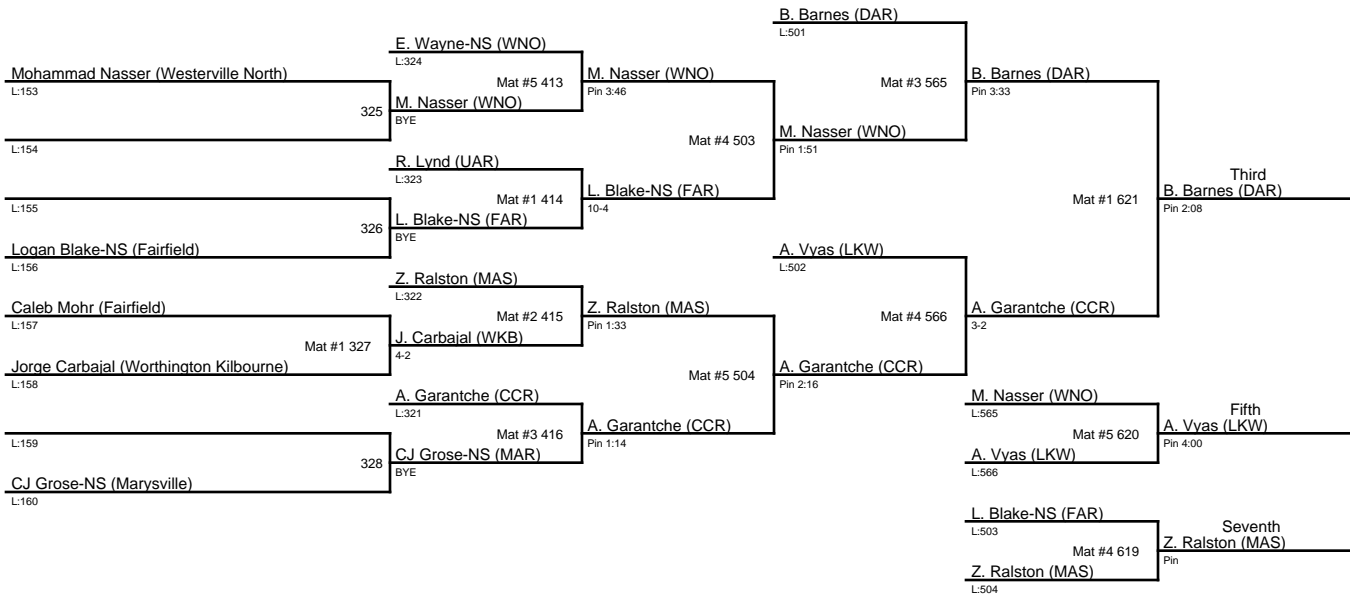 Mohammad Nasser (Westerville North)
L:153
L:154
325
L:155
Logan Blake-NS (Fairfield)
L:156
326
Caleb Mohr (Fairfield)
L:157
Jorge Carbajal (Worthington Kilbourne)
L:158
Mat #1 327
L:159
CJ Grose-NS (Marysville)
L:160
328
E. Wayne-NS (WNO)
L:324
Mat #5 413
M. Nasser (WNO)
BYE
R. Lynd (UAR)
L:323
Mat #1 414
L. Blake-NS (FAR)
BYE
Z. Ralston (MAS)
L:322
Mat #2 415
J. Carbajal (WKB)
4-2
A. Garantche (CCR)
L:321
Mat #3 416
CJ Grose-NS (MAR)
BYE
M. Nasser (WNO)
Pin 3:46
Mat #4 503
L. Blake-NS (FAR)
10-4
Z. Ralston (MAS)
Pin 1:33
Mat #5 504
A. Garantche (CCR)
Pin 1:14
B. Barnes (DAR)
L:501
Mat #3 565
M. Nasser (WNO)
Pin 1:51
A. Vyas (LKW)
L:502
Mat #4 566
A. Garantche (CCR)
Pin 2:16
B. Barnes (DAR)
Pin 3:33
Mat #1 621
A. Garantche (CCR)
3-2
Third
B. Barnes (DAR)
Pin 2:08
M. Nasser (WNO)
L:565
Mat #5 620
A. Vyas (LKW)
L:566
Fifth
A. Vyas (LKW)
Pin 4:00
L. Blake-NS (FAR)
L:503
Mat #4 619
Z. Ralston (MAS)
L:504
Seventh
Z. Ralston (MAS)
Pin